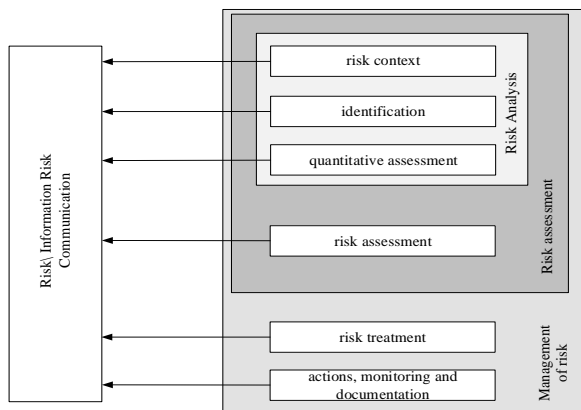 Risk\ Information Risk
Communication
risk context
identification
quantitative assessment
Risk Analysis
risk assessment
Risk assessment
risk treatment
actions, monitoring and
documentation
Management
of risk